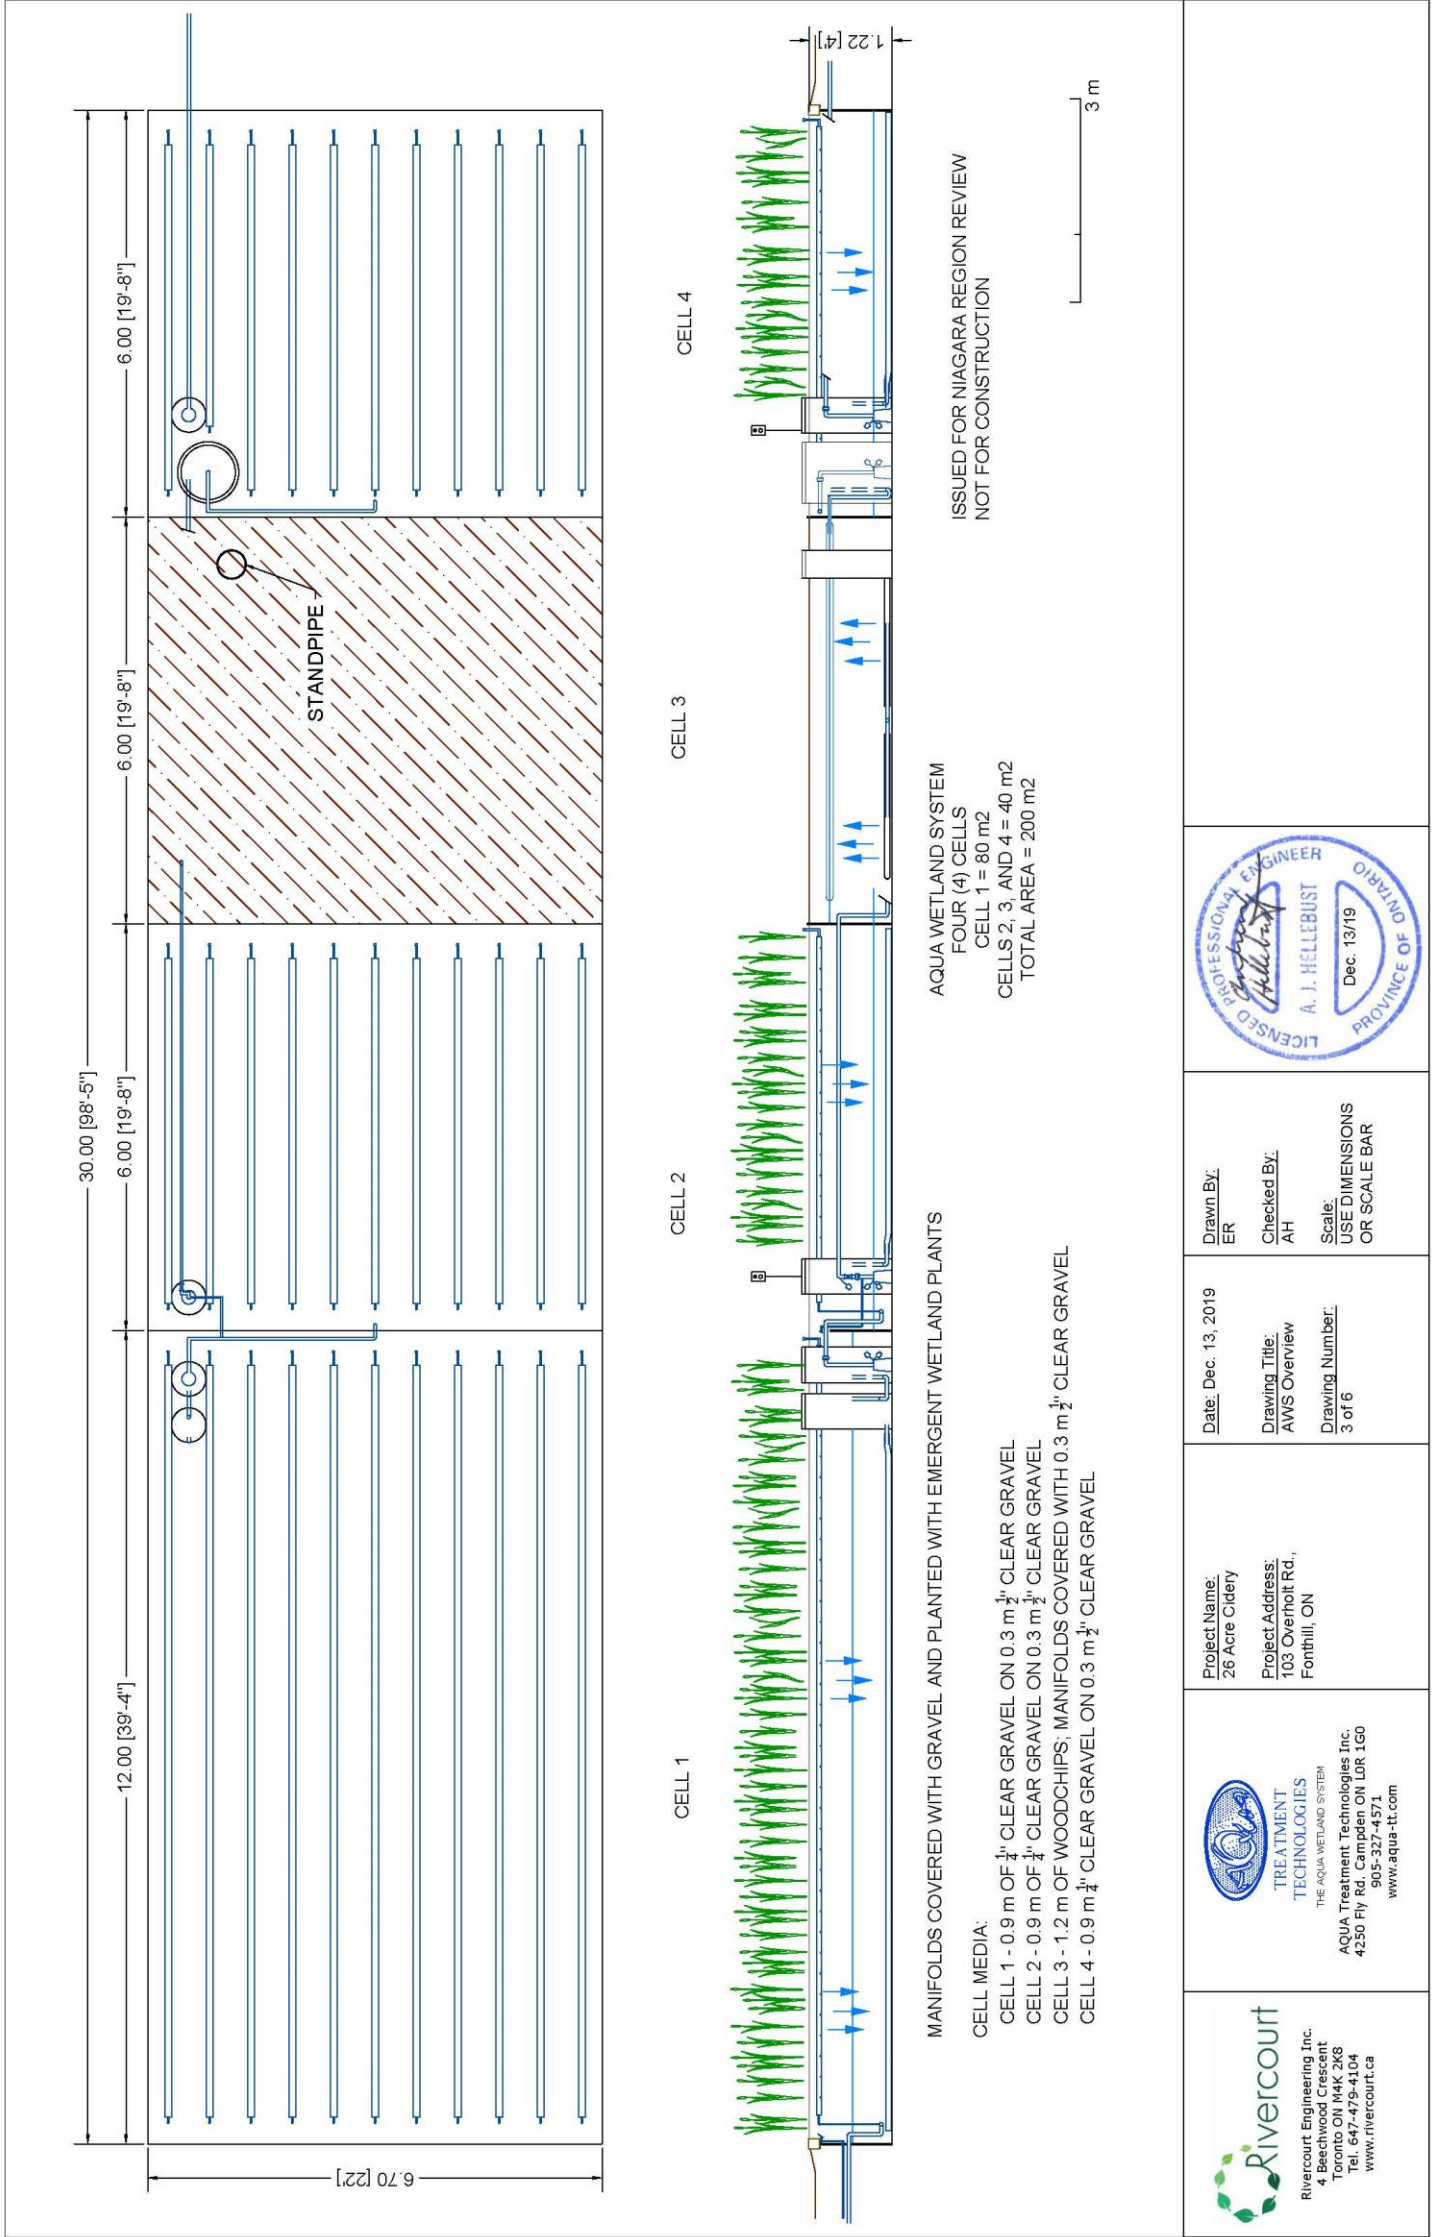 30.00 [98'-5"]
12.00 [39'-4"]
6.00 [19'-8"]
6.00 [19'-8"]
6.00 [19'-8"]
6.70 [22']
STANDPIPE
CELL 1
CELL 2
CELL 3
CELL 4
1.22 [4']
MANIFOLDS COVERED WITH GRAVEL AND PLANTED WITH EMERGENT WETLAND PLANTS
CELL MEDIA:
CELL 1 - 0.9 m OF 1/4" CLEAR GRAVEL ON 0.3 m 1/2" CLEAR GRAVEL
CELL 2 - 0.9 m OF 1/4" CLEAR GRAVEL ON 0.3 m 1/2" CLEAR GRAVEL
CELL 3 - 1.2 m OF WOODCHIPS; MANIFOLDS COVERED WITH 0.3 m 1/2" CLEAR GRAVEL
CELL 4 - 0.9 m 1/4" CLEAR GRAVEL ON 0.3 m 1/2" CLEAR GRAVEL
AQUA WETLAND SYSTEM
FOUR (4) CELLS
CELL 1 = 80 m2
CELLS 2, 3, AND 4 = 40 m2
TOTAL AREA = 200 m2
ISSUED FOR NIAGARA REGION REVIEW
NOT FOR CONSTRUCTION
3 m
Rivercourt
Rivercourt Engineering Inc.
4 Beechwood Crescent
Toronto ON M4K 2K8
Tel. 647-479-4104
www.rivercourt.ca
aqua
TREATMENT
TECHNOLOGIES
THE AQUA WETLAND SYSTEM
AQUA Treatment Technologies Inc.
4250 Fly Rd. Campden ON L0R 1G0
905-327-4571
www.aqua-tt.com
Project Name:
26 Acre Cidery
Project Address:
103 Overholt Rd.,
Fonthill, ON
Date: Dec. 13, 2019
Drawing Title:
AWS Overview
Drawing Number:
3 of 6
Drawn By:
ER
Checked By:
AH
Scale:
USE DIMENSIONS
OR SCALE BAR
LICENSED PROFESSIONAL ENGINEER
Hellebust
A. J. HELLEBUST
Dec. 13/19
PROVINCE OF ONTARIO